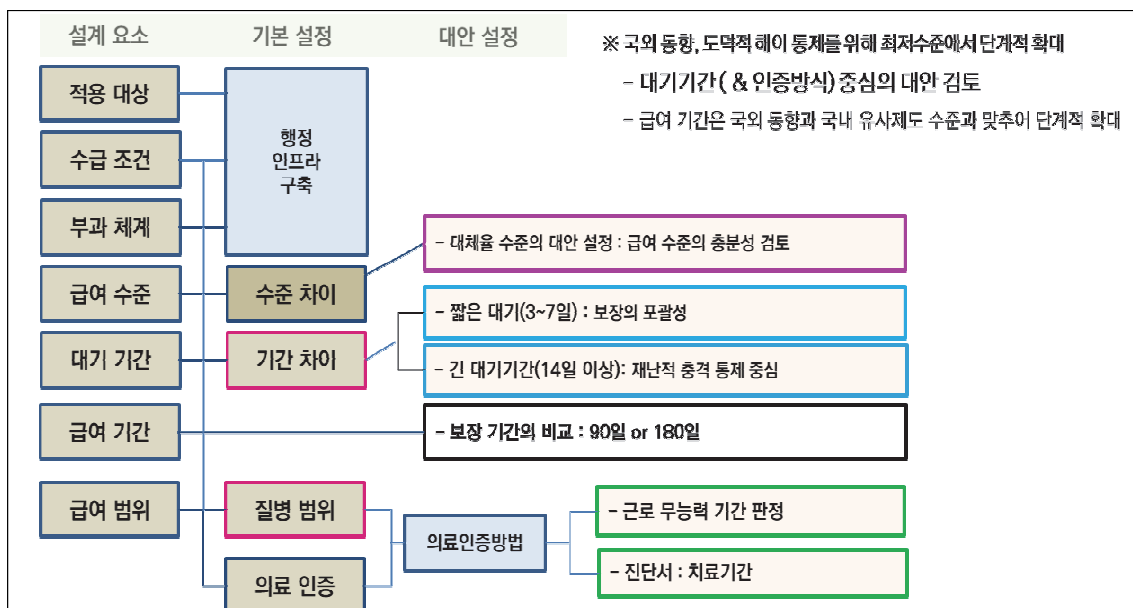 설계 요소 기본 설정 대안 설정
※ 국외 동향, 도덕적 해이 통제를 위해 최저수준에서 단계적 확대
– 대기기간 ( & 인증방식) 중심의 대안 검토
– 급여 기간은 국외 동향과 국내 유사제도 수준과 맞추어 단계적 확대
적용 대상
수급 조건
부과 체계
행정
인프라
구축
급여 수준
수준 차이
– 대체율 수준의 대안 설정 : 급여 수준의 충분성 검토
대기 기간
기간 차이
– 짧은 대기(3~7일) : 보장의 포괄성
– 긴 대기기간(14일 이상): 재난적 충격 통제 중심
급여 기간
– 보장 기간의 비교 : 90일 or 180일
급여 범위
질병 범위
의료 인증
의료인증방법
– 근로 무능력 기간 판정
– 진단서 : 치료기간